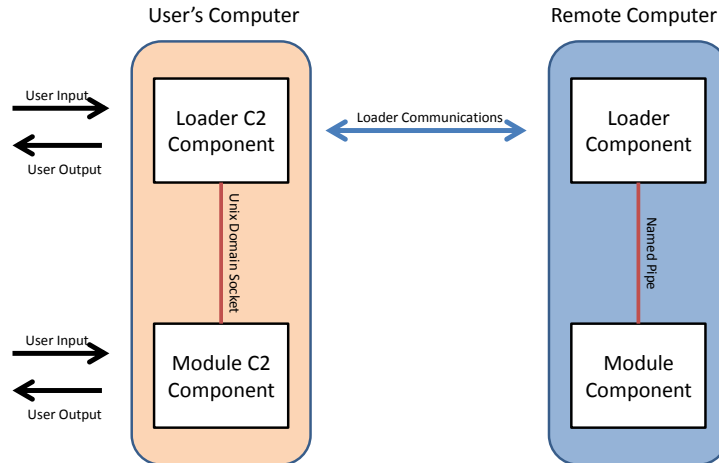 User's Computer
Remote Computer
User Input
User Output
Loader C2
Component
Loader Communications
Loader
Component
Unix Domain Socket
Named Pipe
User Input
User Output
Module C2
Component
Module
Component